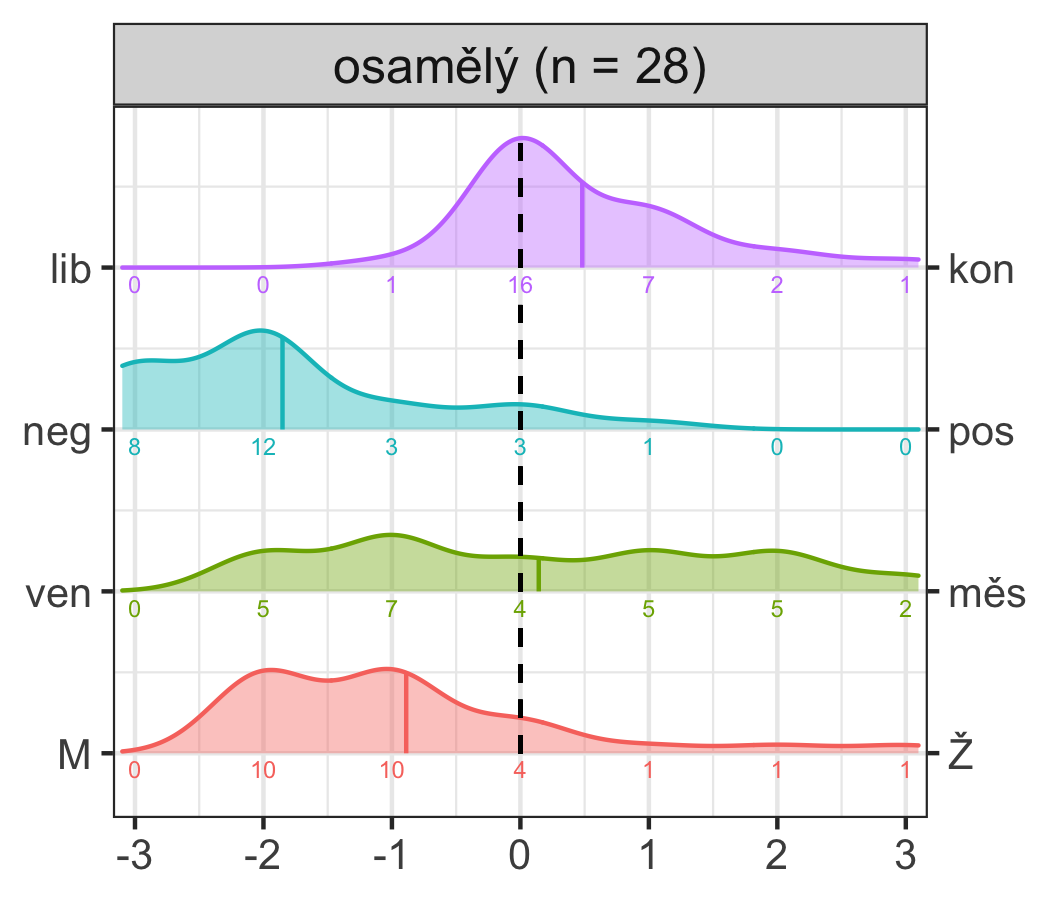 osamělý (n = 28)
lib kon
0 0 1 16 7 2 1
neg pos
8 12 3 3 1 0 0
ven měs
0 5 7 4 5 5 2
M Ž
0 10 10 4 1 1 1
-3 -2 -1 0 1 2 3